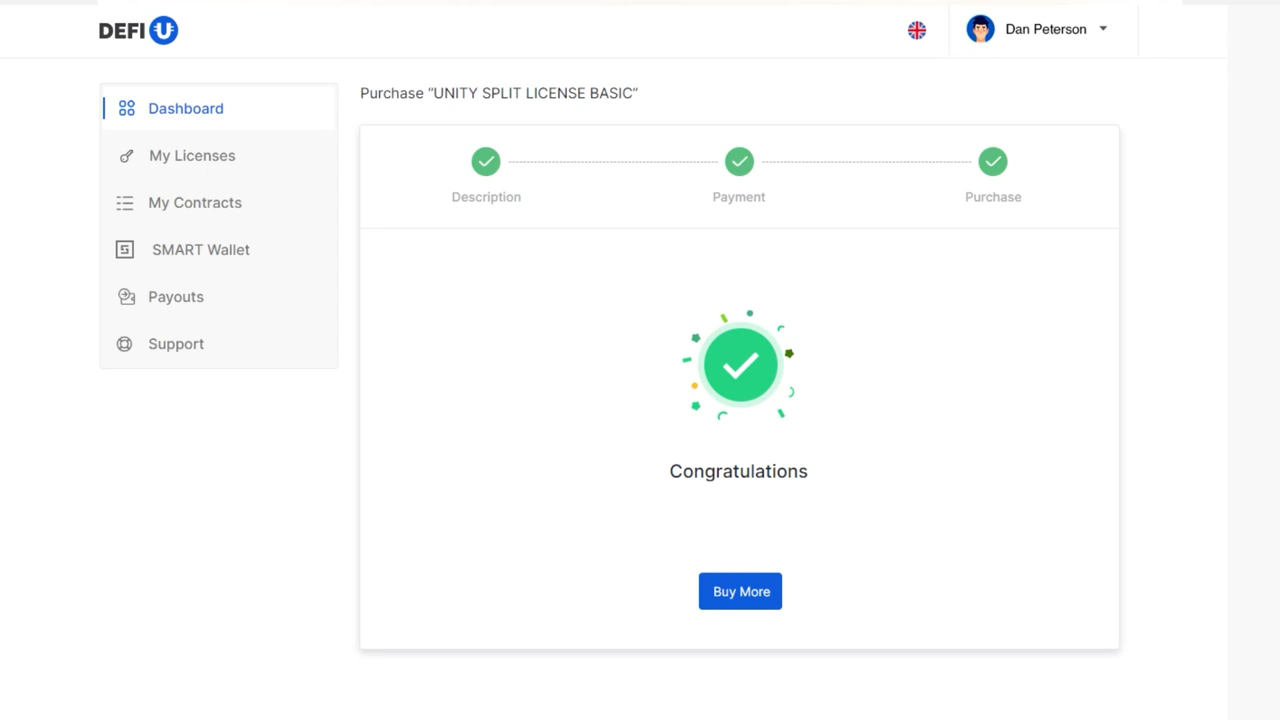 DEFI U
Dan Peterson
Dashboard
My Licenses
My Contracts
SMART Wallet
Payouts
Support
Purchase “UNITY SPLIT LICENSE BASIC”
Description
Payment
Purchase
Congratulations
Buy More